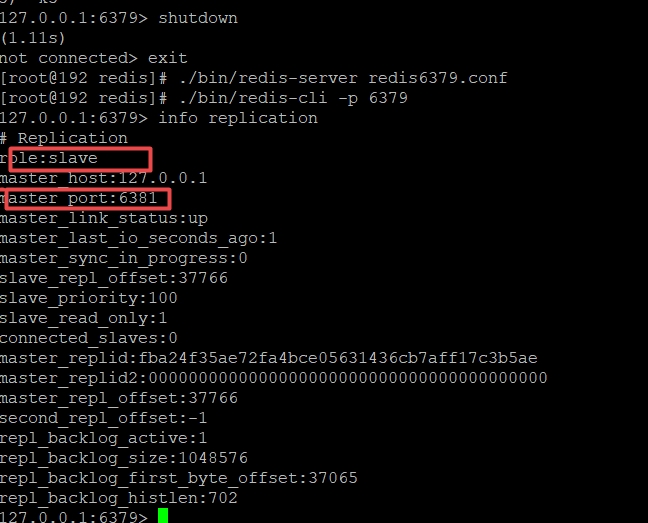 127.0.0.1:6379> shutdown
(1.11s)
not connected> exit
[root@192 redis]# ./bin/redis-server redis6379.conf
[root@192 redis]# ./bin/redis-cli -p 6379
127.0.0.1:6379> info replication
# Replication
role:slave
master_host:127.0.0.1
master_port:6381
master_link_status:up
master_last_io_seconds_ago:1
master_sync_in_progress:0
slave_repl_offset:37766
slave_priority:100
slave_read_only:1
connected_slaves:0
master_replid:fba24f35ae72fa4bce05631436cb7aff17c3b5ae
master_replid2:0000000000000000000000000000000000000000
master_repl_offset:37766
second_repl_offset:-1
repl_backlog_active:1
repl_backlog_size:1048576
repl_backlog_first_byte_offset:37065
repl_backlog_histlen:702
127.0.0.1:6379>